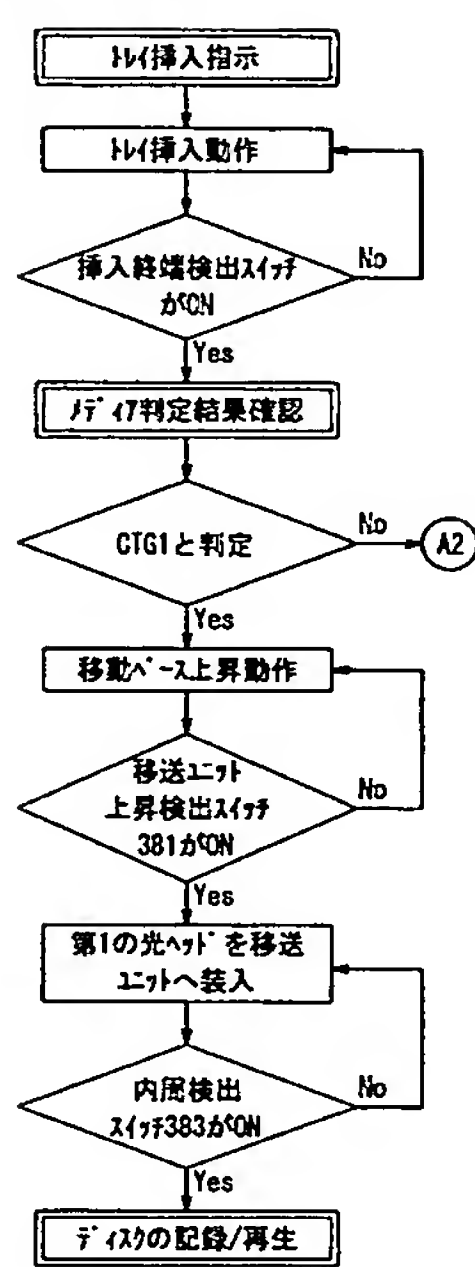 トレイ挿入指示
トレイ挿入動作
挿入終端検出スイッチ
がON
No
Yes
メディア判定結果確認
CTG1と判定
No
A2
Yes
移動ベース上昇動作
移送ユニット
上昇検出スイッチ
381がON
No
Yes
第1の光ヘッドを移送
ユニットへ装入
内周検出
スイッチ383がON
No
Yes
ディスクの記録/再生